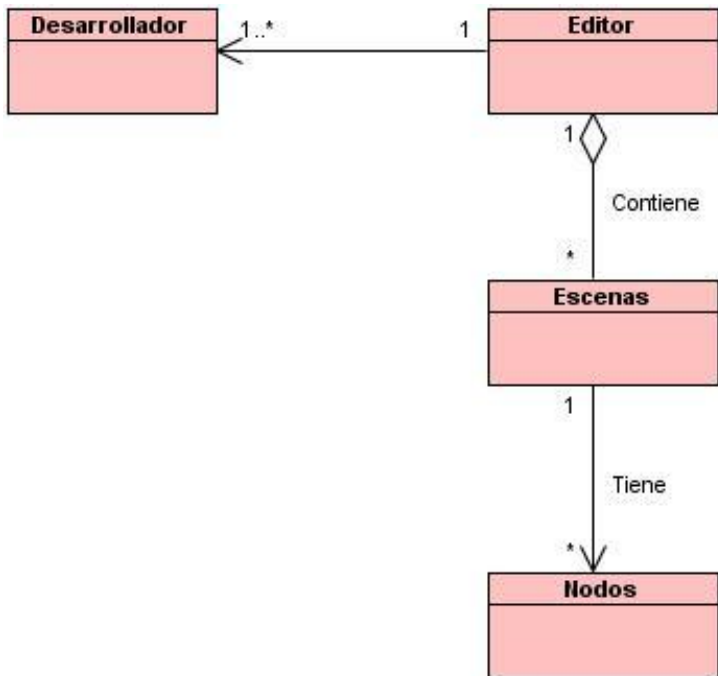 Desarrollador
1..*
1
Editor
1
Contiene
*
Escenas
1
Tiene
*
Nodos